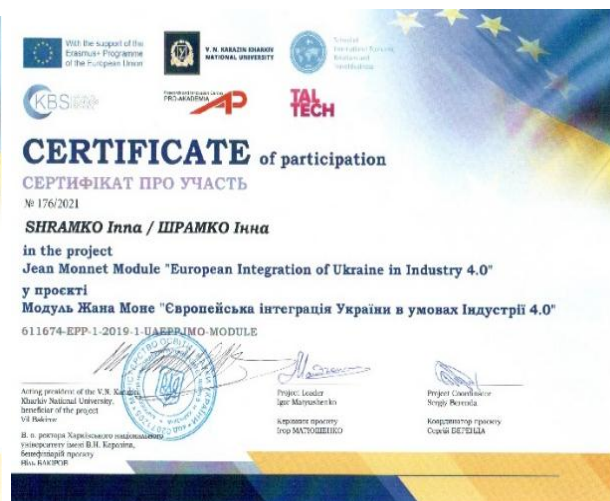 With the support of the
Erasmus+ Programme
of the European Union
V. N. KARAZIN KHARKIV
NATIONAL UNIVERSITY
School of
KBS
PRO-AKADEMIA
TAL
TECH
CERTIFICATE of participation
СЕРТИФІКАТ ПРО УЧАСТЬ
№ 176/2021
SHRAMKO Inna / ШРАМКО Інна
in the project
Jean Monnet Module "European Integration of Ukraine in Industry 4.0"
у проєкті
Модуль Жана Моне "Європейська інтеграція України в умовах Індустрії 4.0"
611674-EPP-1-2019-1-UA-EPPJMO-MODULE
Acting president of the V.N. Karazin
Kharkiv National University,
beneficiar of the project
Vil Bakirov
В. о. ректора Харківського національного
університету імені В.Н. Каразіна,
бенефіціарій проєкту
Віль БАКІРОВ
Project Leader
Igor Matyushenko
Керівник проєкту
Ігор МАТЮШЕНКО
Project Coordinator
Sergiy Berenda
Координатор проєкту
Сергій БЕРЕНДА